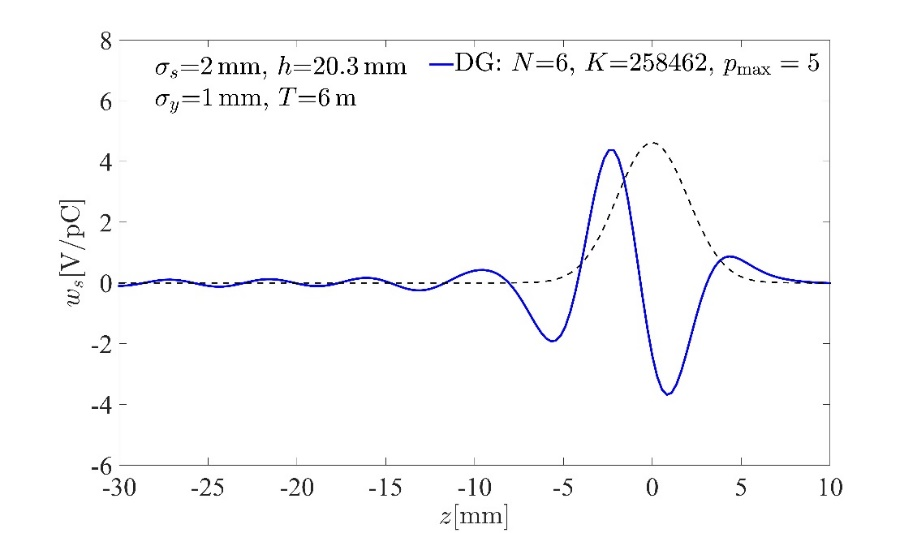 σs=2 mm, h=20.3 mm
σy=1 mm, T=6 m
DG: N=6, K=258462, pmax = 5
8
6
4
2
0
-2
-4
-6
ws[V/pC]
-30 -25 -20 -15 -10 -5 0 5 10
z[mm]